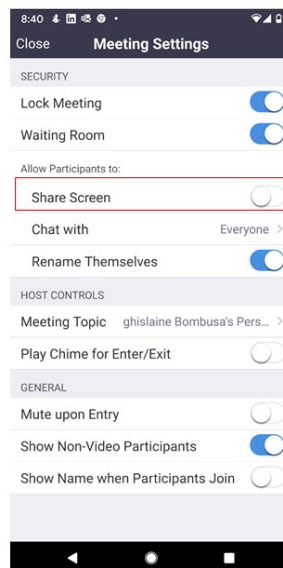 8:40
Close Meeting Settings
SECURITY
Lock Meeting
Waiting Room
Allow Participants to:
Share Screen
Chat with Everyone >
Rename Themselves
HOST CONTROLS
Meeting Topic ghislaine Bombusa's Pers... >
Play Chime for Enter/Exit
GENERAL
Mute upon Entry
Show Non-Video Participants
Show Name when Participants Join